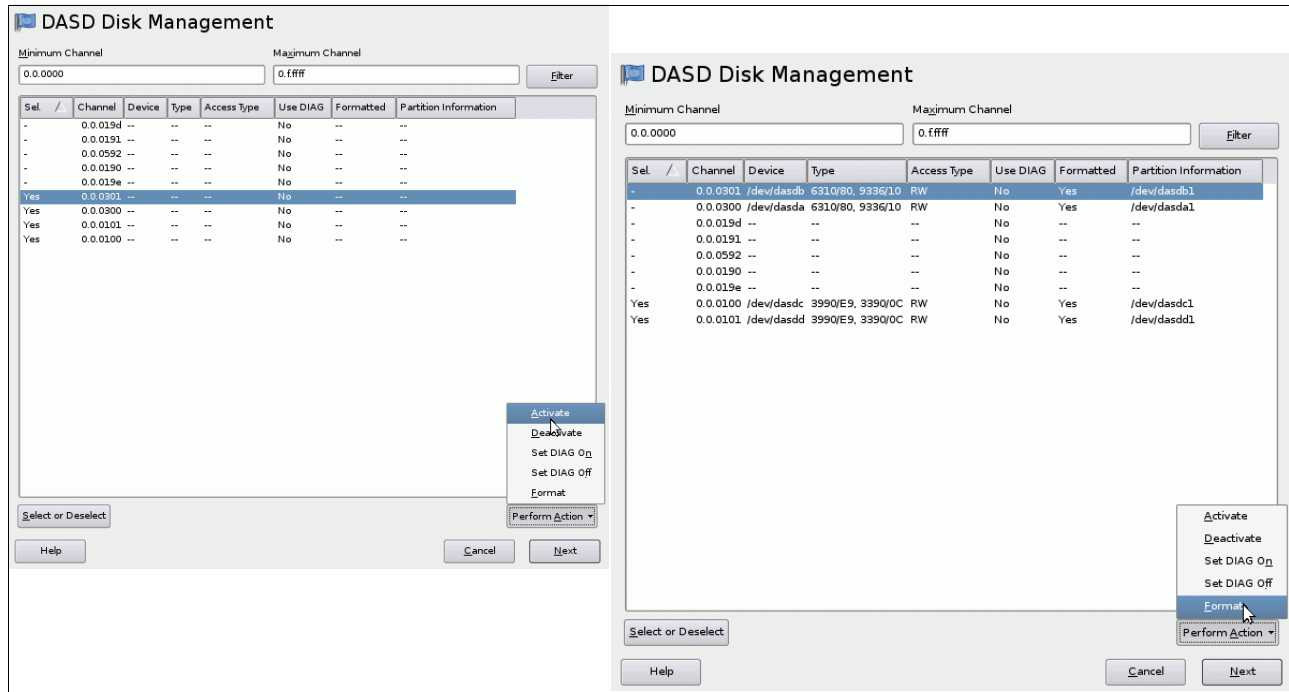 DASD Disk Management
Minimum Channel Maximum Channel
0.0.0000 0.f.ffff Filter
Sel. Channel Device Type Access Type Use DIAG Formatted Partition Information
- 0.0.019d -- -- -- No -- --
- 0.0.0191 -- -- -- No -- --
- 0.0.0592 -- -- -- No -- --
- 0.0.0190 -- -- -- No -- --
- 0.0.019e -- -- -- No -- --
Yes 0.0.0301 -- -- -- No -- --
Yes 0.0.0300 -- -- -- No -- --
Yes 0.0.0101 -- -- -- No -- --
Yes 0.0.0100 -- -- -- No -- --
Activate
Deactivate
Set DIAG On
Set DIAG Off
Format
Select or Deselect Perform Action
Help Cancel Next
DASD Disk Management
Minimum Channel Maximum Channel
0.0.0000 0.f.ffff Filter
Sel. Channel Device Type Access Type Use DIAG Formatted Partition Information
- 0.0.0301 /dev/dasdb 6310/80, 9336/10 RW No Yes /dev/dasdb1
- 0.0.0300 /dev/dasda 6310/80, 9336/10 RW No Yes /dev/dasda1
- 0.0.019d -- -- -- No -- --
- 0.0.0191 -- -- -- No -- --
- 0.0.0592 -- -- -- No -- --
- 0.0.0190 -- -- -- No -- --
- 0.0.019e -- -- -- No -- --
Yes 0.0.0100 /dev/dasdc 3990/E9, 3390/0C RW No Yes /dev/dasdc1
Yes 0.0.0101 /dev/dasdd 3990/E9, 3390/0C RW No Yes /dev/dasdd1
Activate
Deactivate
Set DIAG On
Set DIAG Off
Format
Select or Deselect Perform Action
Help Cancel Next